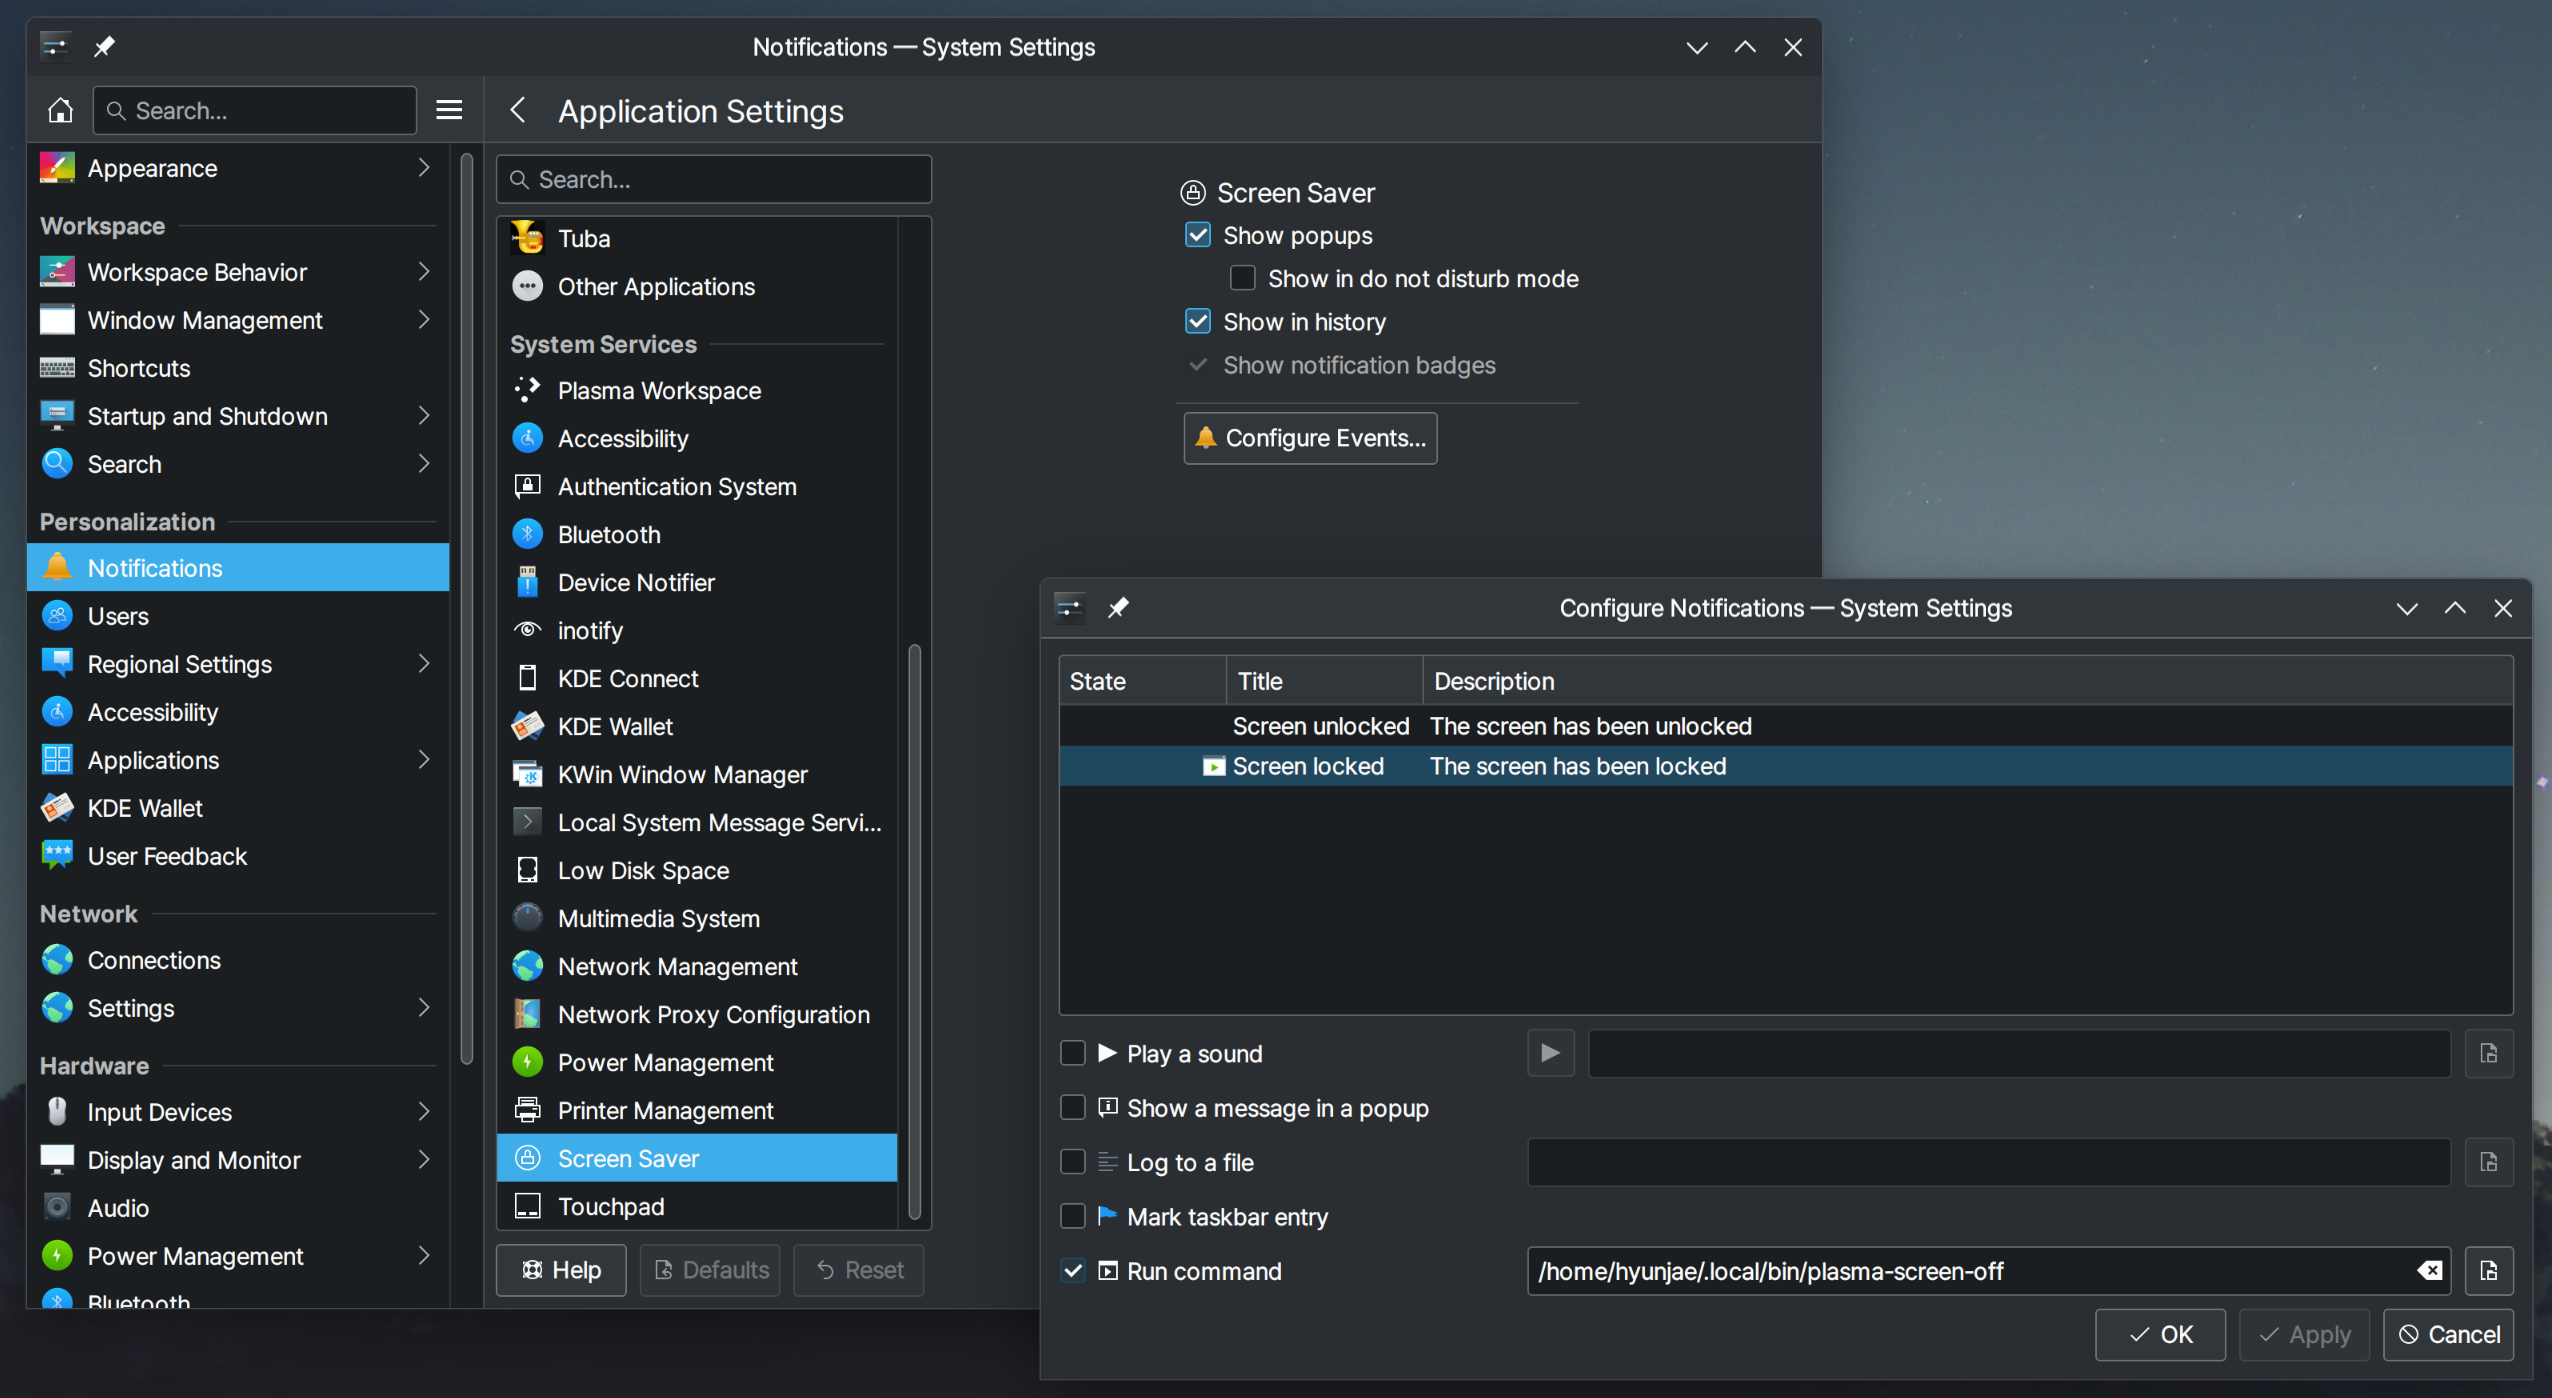 Notifications — System Settings
Search...
Application Settings
Appearance
Workspace
Workspace Behavior
Window Management
Shortcuts
Startup and Shutdown
Search
Personalization
Notifications
Users
Regional Settings
Accessibility
Applications
KDE Wallet
User Feedback
Network
Connections
Settings
Hardware
Input Devices
Display and Monitor
Audio
Power Management
Bluetooth
Search...
Tuba
Other Applications
System Services
Plasma Workspace
Accessibility
Authentication System
Bluetooth
Device Notifier
inotify
KDE Connect
KDE Wallet
KWin Window Manager
Local System Message Servi...
Low Disk Space
Multimedia System
Network Management
Network Proxy Configuration
Power Management
Printer Management
Screen Saver
Touchpad
Help
Defaults
Reset
Screen Saver
Show popups
Show in do not disturb mode
Show in history
Show notification badges
Configure Events...
Configure Notifications — System Settings
State Title Description
Screen unlocked The screen has been unlocked
Screen locked The screen has been locked
Play a sound
Show a message in a popup
Log to a file
Mark taskbar entry
Run command /home/hyunjae/.local/bin/plasma-screen-off
OK
Apply
Cancel